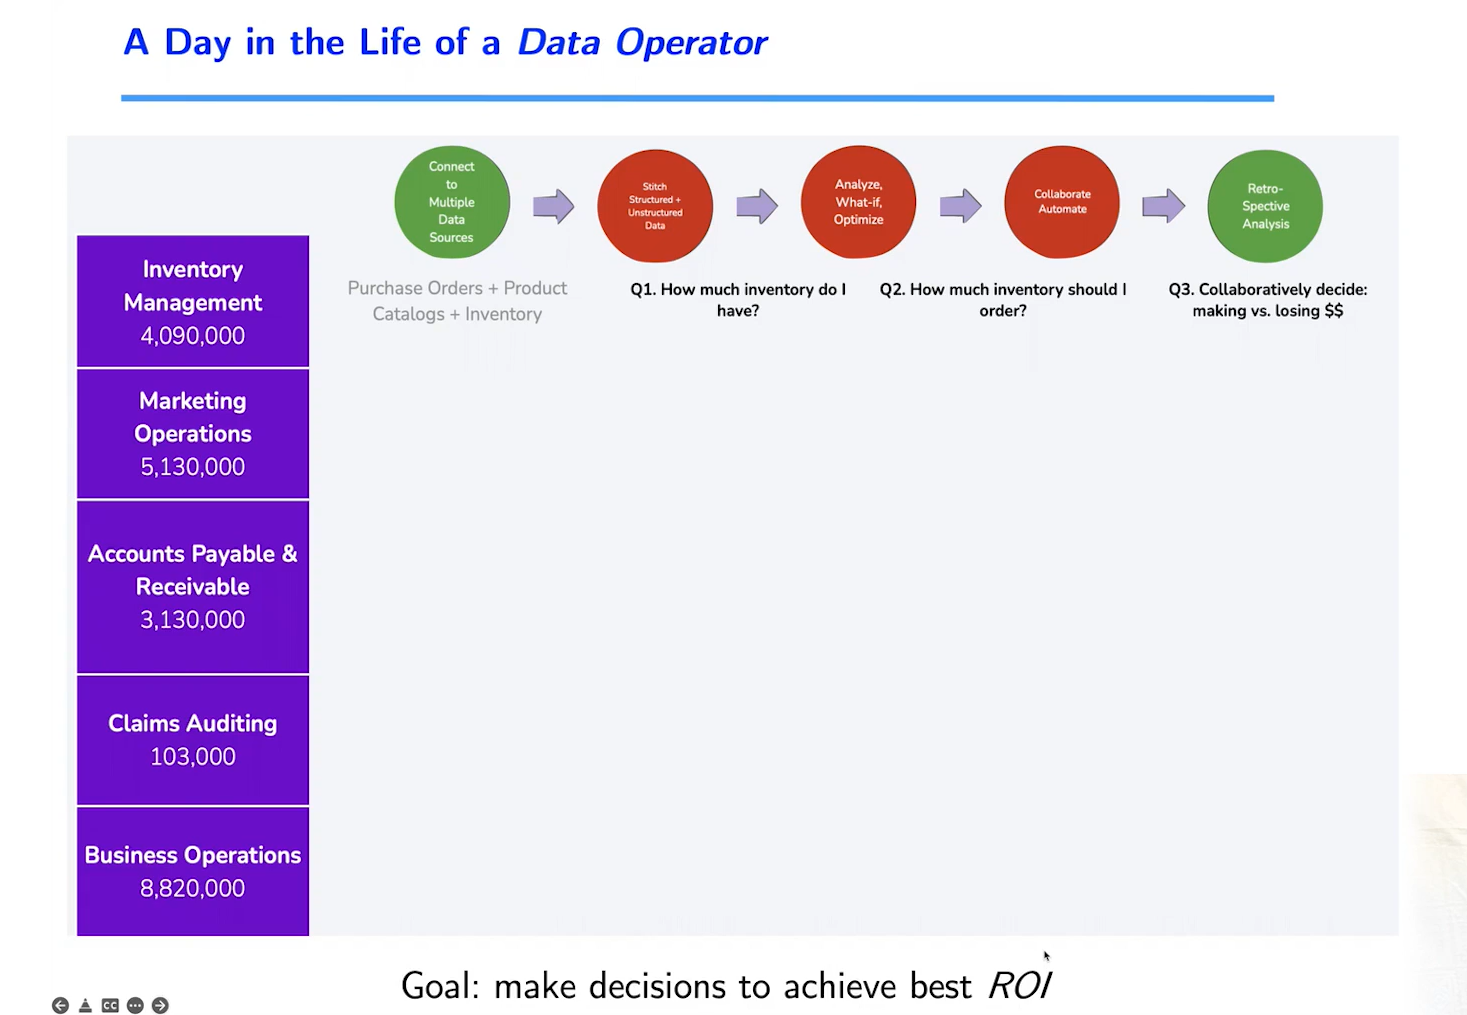 A Day in the Life of a Data Operator
Connect
to
Multiple
Data
Sources
Stitch
Structured +
Unstructured
Data
Analyze,
What-if,
Optimize
Collaborate
Automate
Retro-
Spective
Analysis
Inventory
Management
4,090,000
Purchase Orders + Product
Catalogs + Inventory
Q1. How much inventory do I
have?
Q2. How much inventory should I
order?
Q3. Collaboratively decide:
making vs. losing $$
Marketing
Operations
5,130,000
Accounts Payable &
Receivable
3,130,000
Claims Auditing
103,000
Business Operations
8,820,000
Goal: make decisions to achieve best ROI
CC